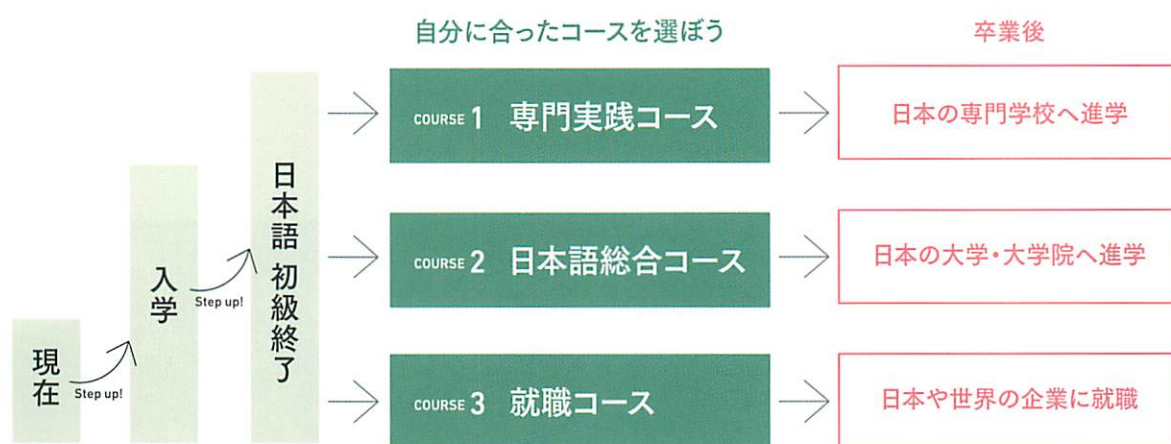 自分に合ったコースを選ぼう
卒業後
現在
Step up!
入学
Step up!
日本語 初級終了
COURSE 1 専門実践コース
日本の専門学校へ進学
COURSE 2 日本語総合コース
日本の大学・大学院へ進学
COURSE 3 就職コース
日本や世界の企業に就職